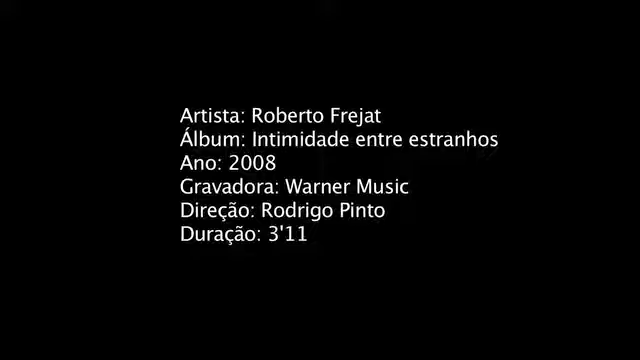 Artista: Roberto Frejat
Álbum: Intimidade entre estranhos
Ano: 2008
Gravadora: Warner Music
Direção: Rodrigo Pinto
Duração: 3'11